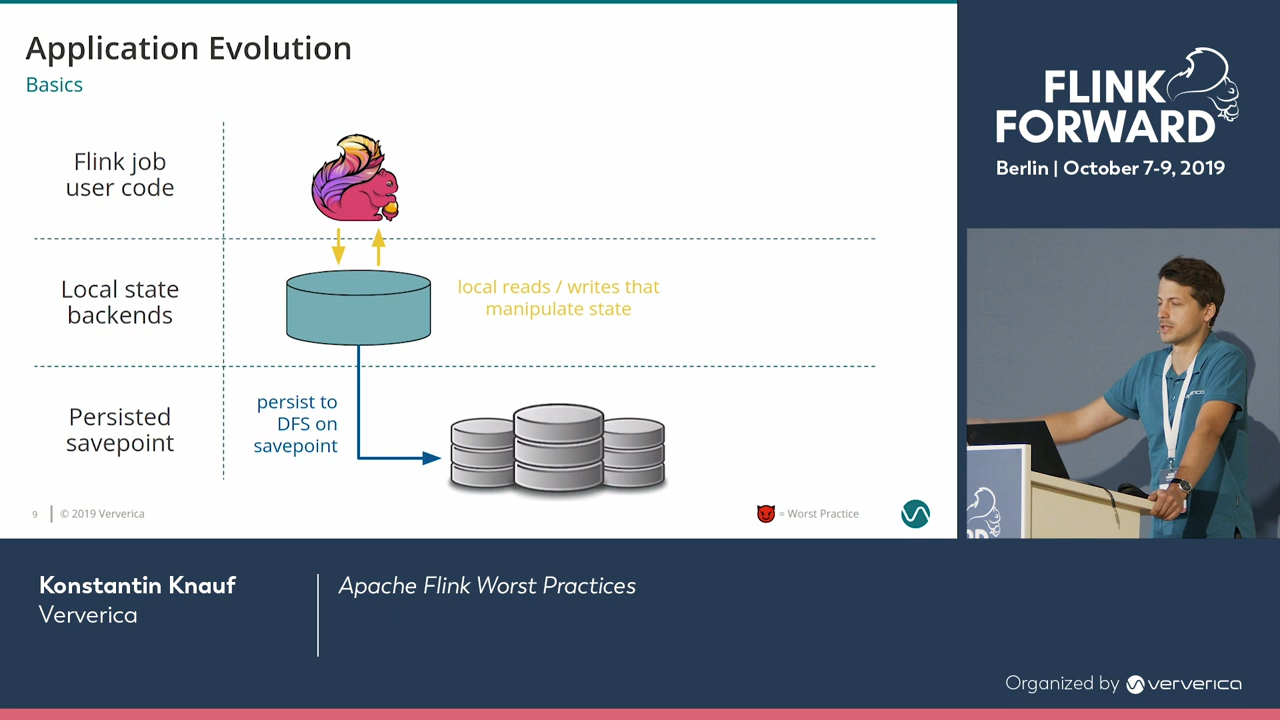 Application Evolution
Basics
Flink job
user code
Local state
backends
local reads / writes that
manipulate state
Persisted
savepoint
persist to
DFS on
savepoint
9
© 2019 Ververica
= Worst Practice
FLINK
FORWARD
Berlin | October 7-9, 2019
Konstantin Knauf
Ververica
Apache Flink Worst Practices
Organized by ververica